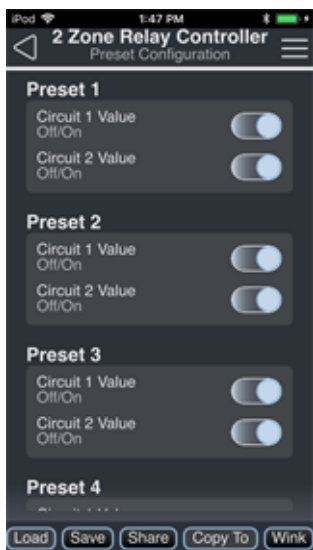 iPod 1:47 PM
2 Zone Relay Controller
Preset Configuration
Preset 1
Circuit 1 Value
Off/On
Circuit 2 Value
Off/On
Preset 2
Circuit 1 Value
Off/On
Circuit 2 Value
Off/On
Preset 3
Circuit 1 Value
Off/On
Circuit 2 Value
Off/On
Preset 4
Load Save Share Copy To Wink